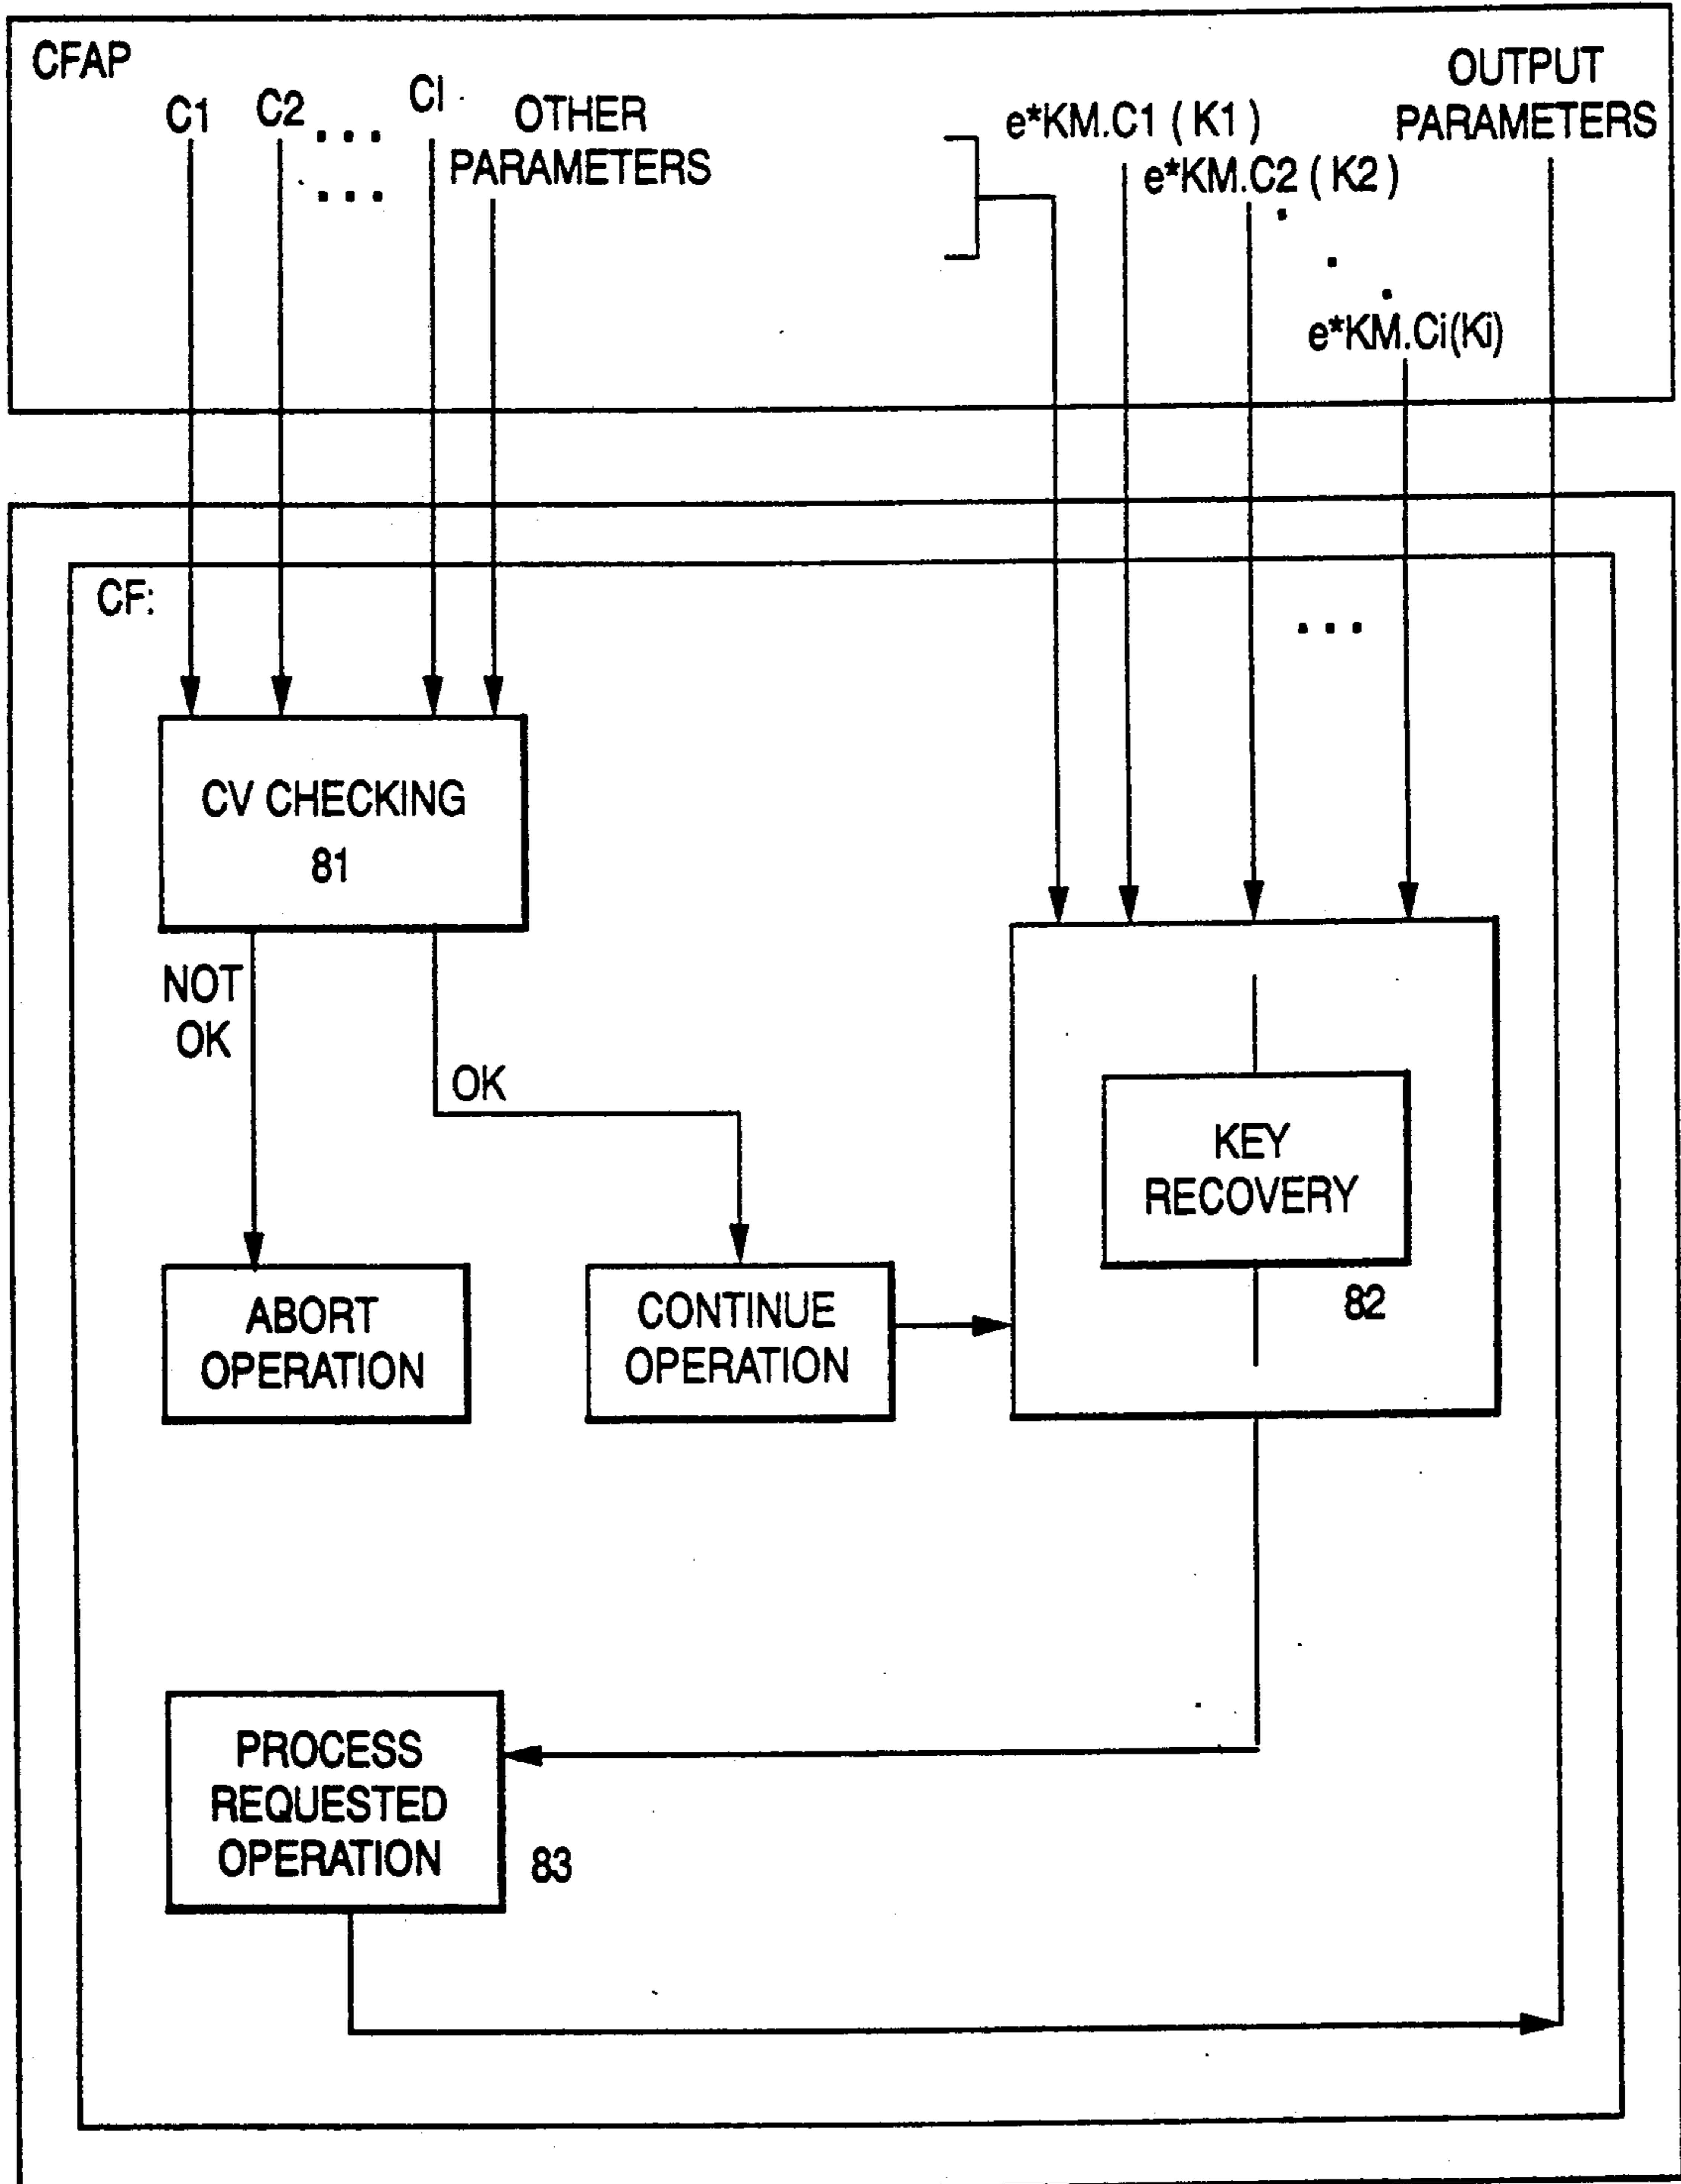 CFAP
C1
C2 ...
CI
...
OTHER
PARAMETERS
e*KM.C1 ( K1 )
e*KM.C2 ( K2 )
e*KM.Ci(Ki)
OUTPUT
PARAMETERS
CF:
...
CV CHECKING
81
NOT
OK
OK
KEY
RECOVERY
82
ABORT
OPERATION
CONTINUE
OPERATION
PROCESS
REQUESTED
OPERATION
83